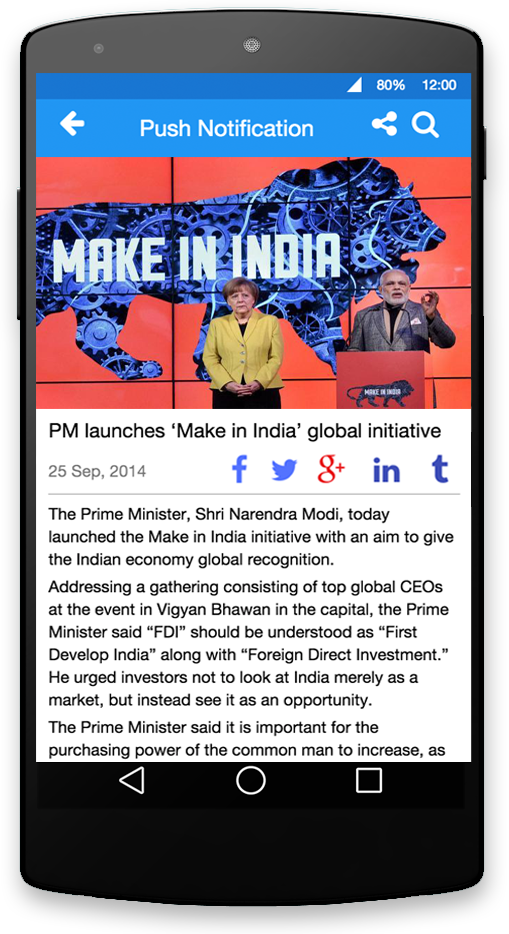 80% 12:00
Push Notification
MAKE IN INDIA
MAKE IN INDIA
PM launches ‘Make in India’ global initiative
25 Sep, 2014
The Prime Minister, Shri Narendra Modi, today
launched the Make in India initiative with an aim to give
the Indian economy global recognition.
Addressing a gathering consisting of top global CEOs
at the event in Vigyan Bhawan in the capital, the Prime
Minister said “FDI” should be understood as “First
Develop India” along with “Foreign Direct Investment.”
He urged investors not to look at India merely as a
market, but instead see it as an opportunity.
The Prime Minister said it is important for the
purchasing power of the common man to increase, as